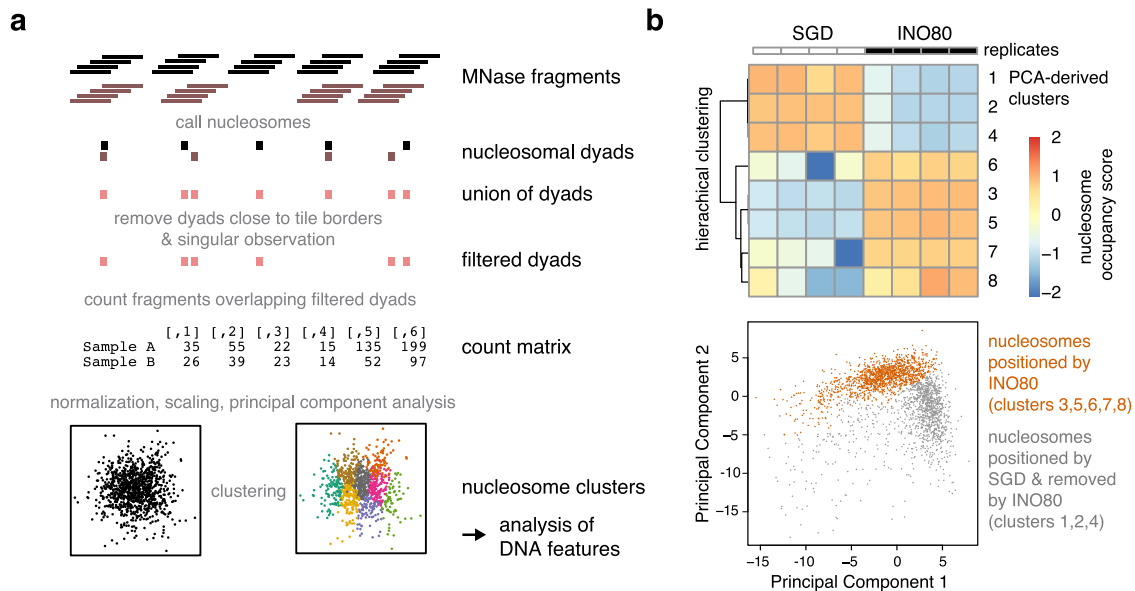 a
MNase fragments
call nucleosomes
nucleosomal dyads
union of dyads
remove dyads close to tile borders
& singular observation
filtered dyads
count fragments overlapping filtered dyads
[,1] [,2] [,3] [,4] [,5] [,6]
Sample A 35 55 22 15 135 199
Sample B 26 39 23 14 52 97
count matrix
normalization, scaling, principal component analysis
clustering
nucleosome clusters
analysis of
DNA features
b
SGD INO80
replicates
hierachical clustering
1
2
4
6
3
5
7
8
PCA-derived
clusters
2
1
0
−1
−2
nucleosome
occupancy score
Principal Component 2
5
0
−5
−10
−15
−15 −10 −5 0 5
Principal Component 1
nucleosomes
positioned by
INO80
(clusters 3,5,6,7,8)
nucleosomes
positioned by
SGD & removed
by INO80
(clusters 1,2,4)